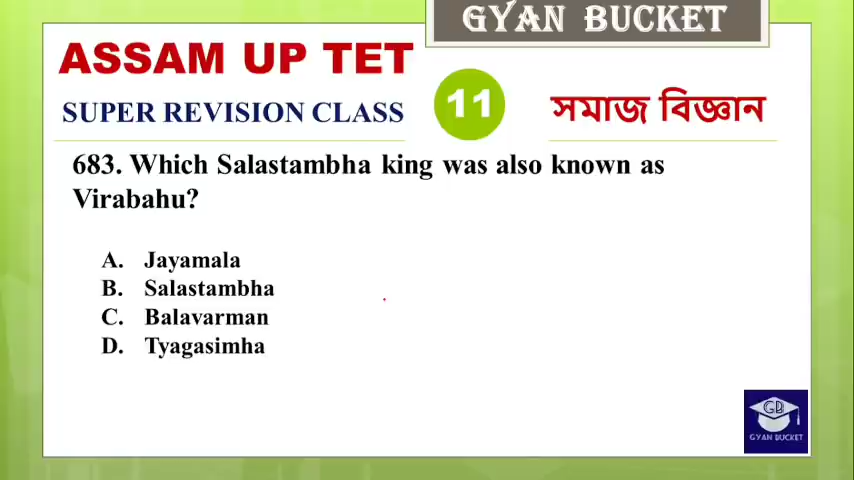 GYAN BUCKET
ASSAM UP TET
SUPER REVISION CLASS
11
সমাজ বিজ্ঞান
683. Which Salastambha king was also known as
Virabahu?
A. Jayamala
B. Salastambha
C. Balavarman
D. Tyagasimha
GB
GYAN BUCKET